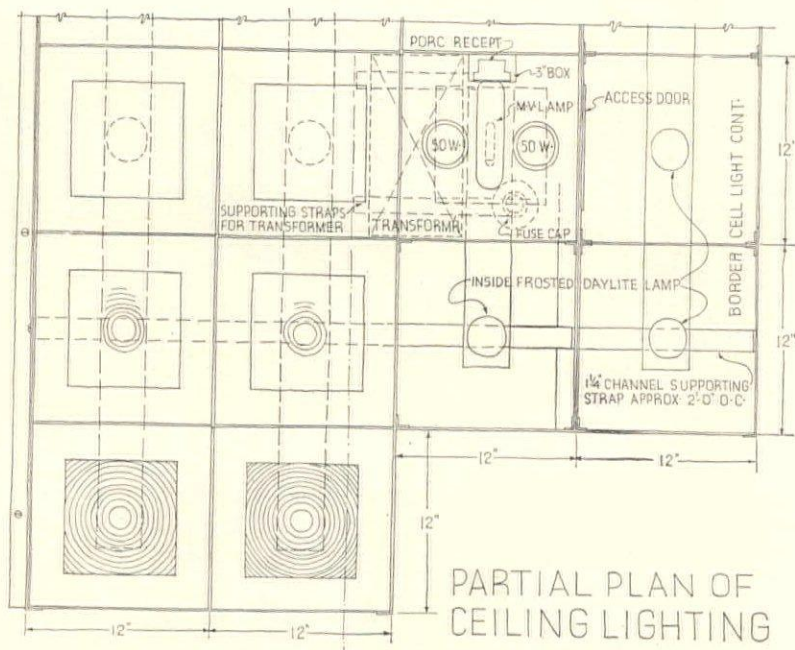 PORC RECEPT
3" BOX
M·V·LAMP
ACCESS DOOR
50W·
50 W·
12"
BORDER CELL LIGHT CONT·
SUPPORTING STRAPS
FOR TRANSFORMER
TRANSFORMR
FUSE CAP
INSIDE FROSTED DAYLITE LAMP
12"
1¼" CHANNEL SUPPORTING
STRAP APPROX· 2'-0" O·C·
12"
12"
12"
12"
12"
PARTIAL PLAN OF
CEILING LIGHTING